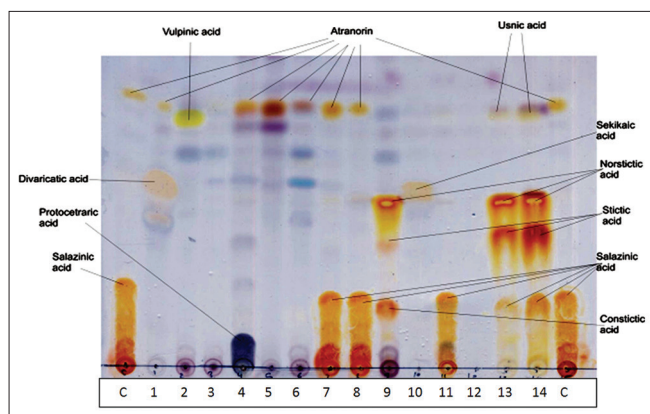 Vulpinic acid
Atranorin
Usnic acid
Sekikaic
acid
Norstictic
acid
Divaricatic acid
Protocetraric
acid
Stictic
acid
Salazinic
acid
Salazinic
acid
Constictic
acid
C 1 2 3 4 5 6 7 8 9 10 11 12 13 14 C